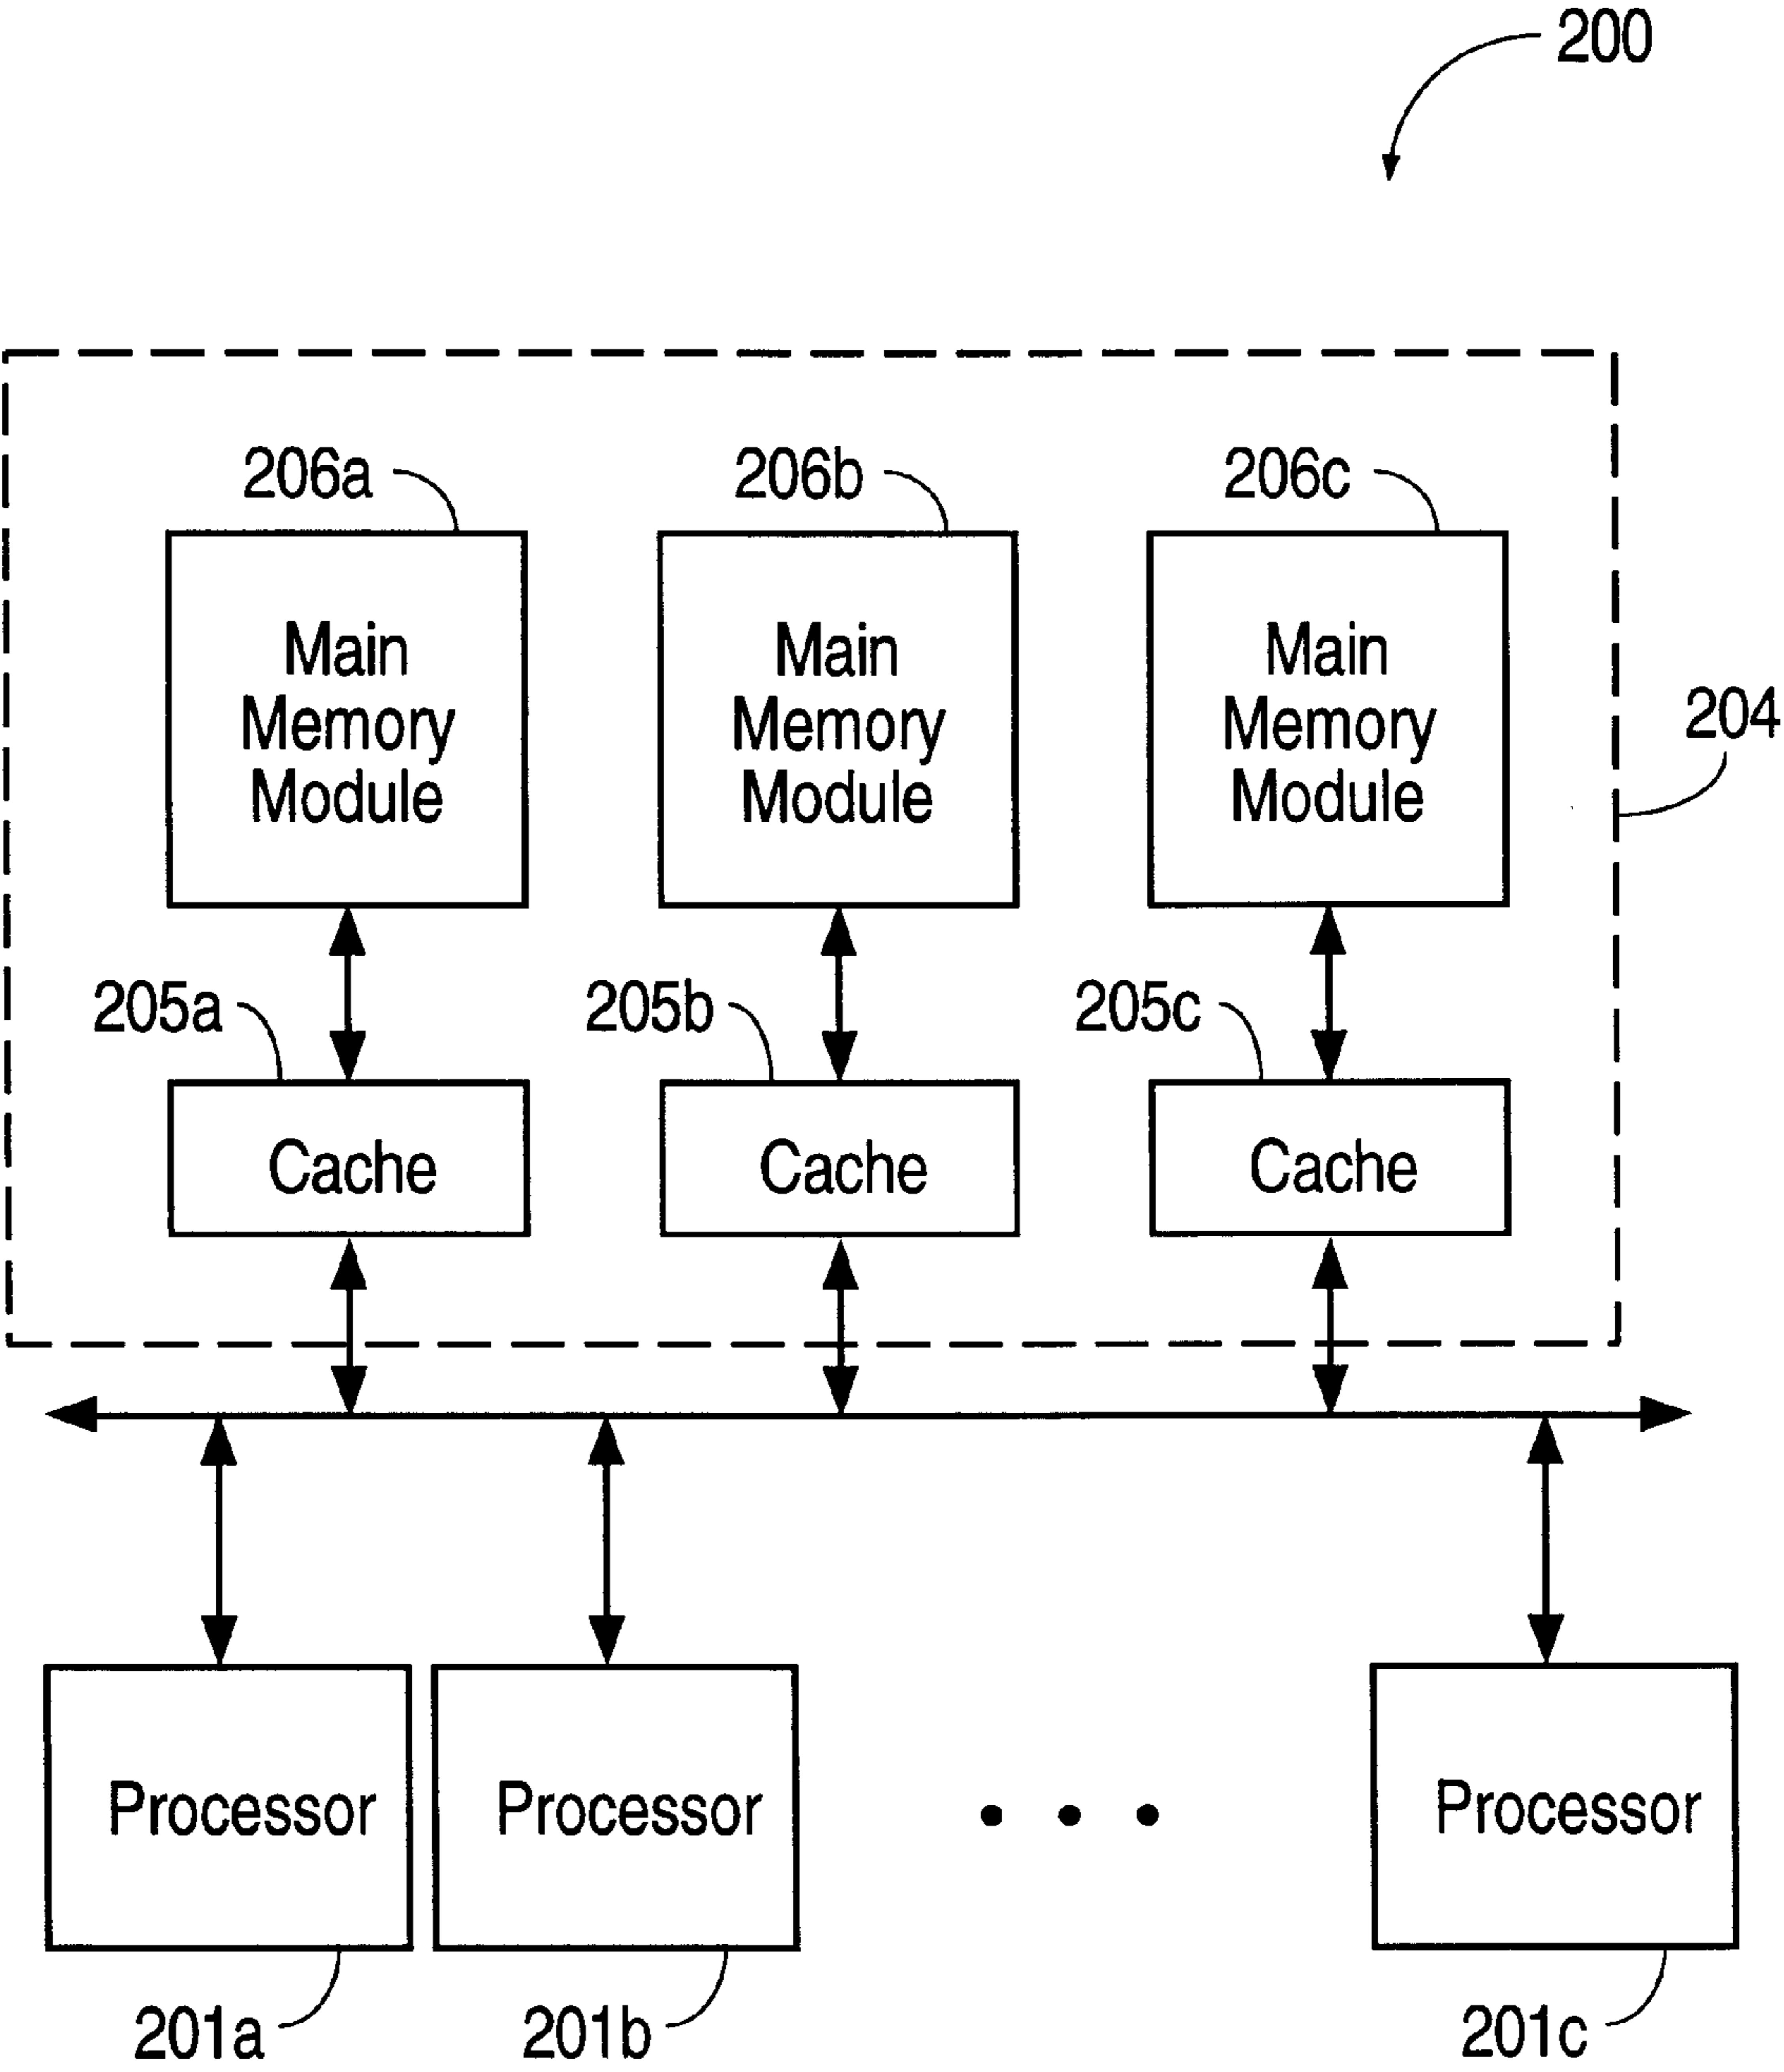 200
206a
206b
206c
Main
Memory
Module
Main
Memory
Module
Main
Memory
Module
204
205a
205b
205c
Cache
Cache
Cache
Processor
Processor
Processor
201a
201b
201c